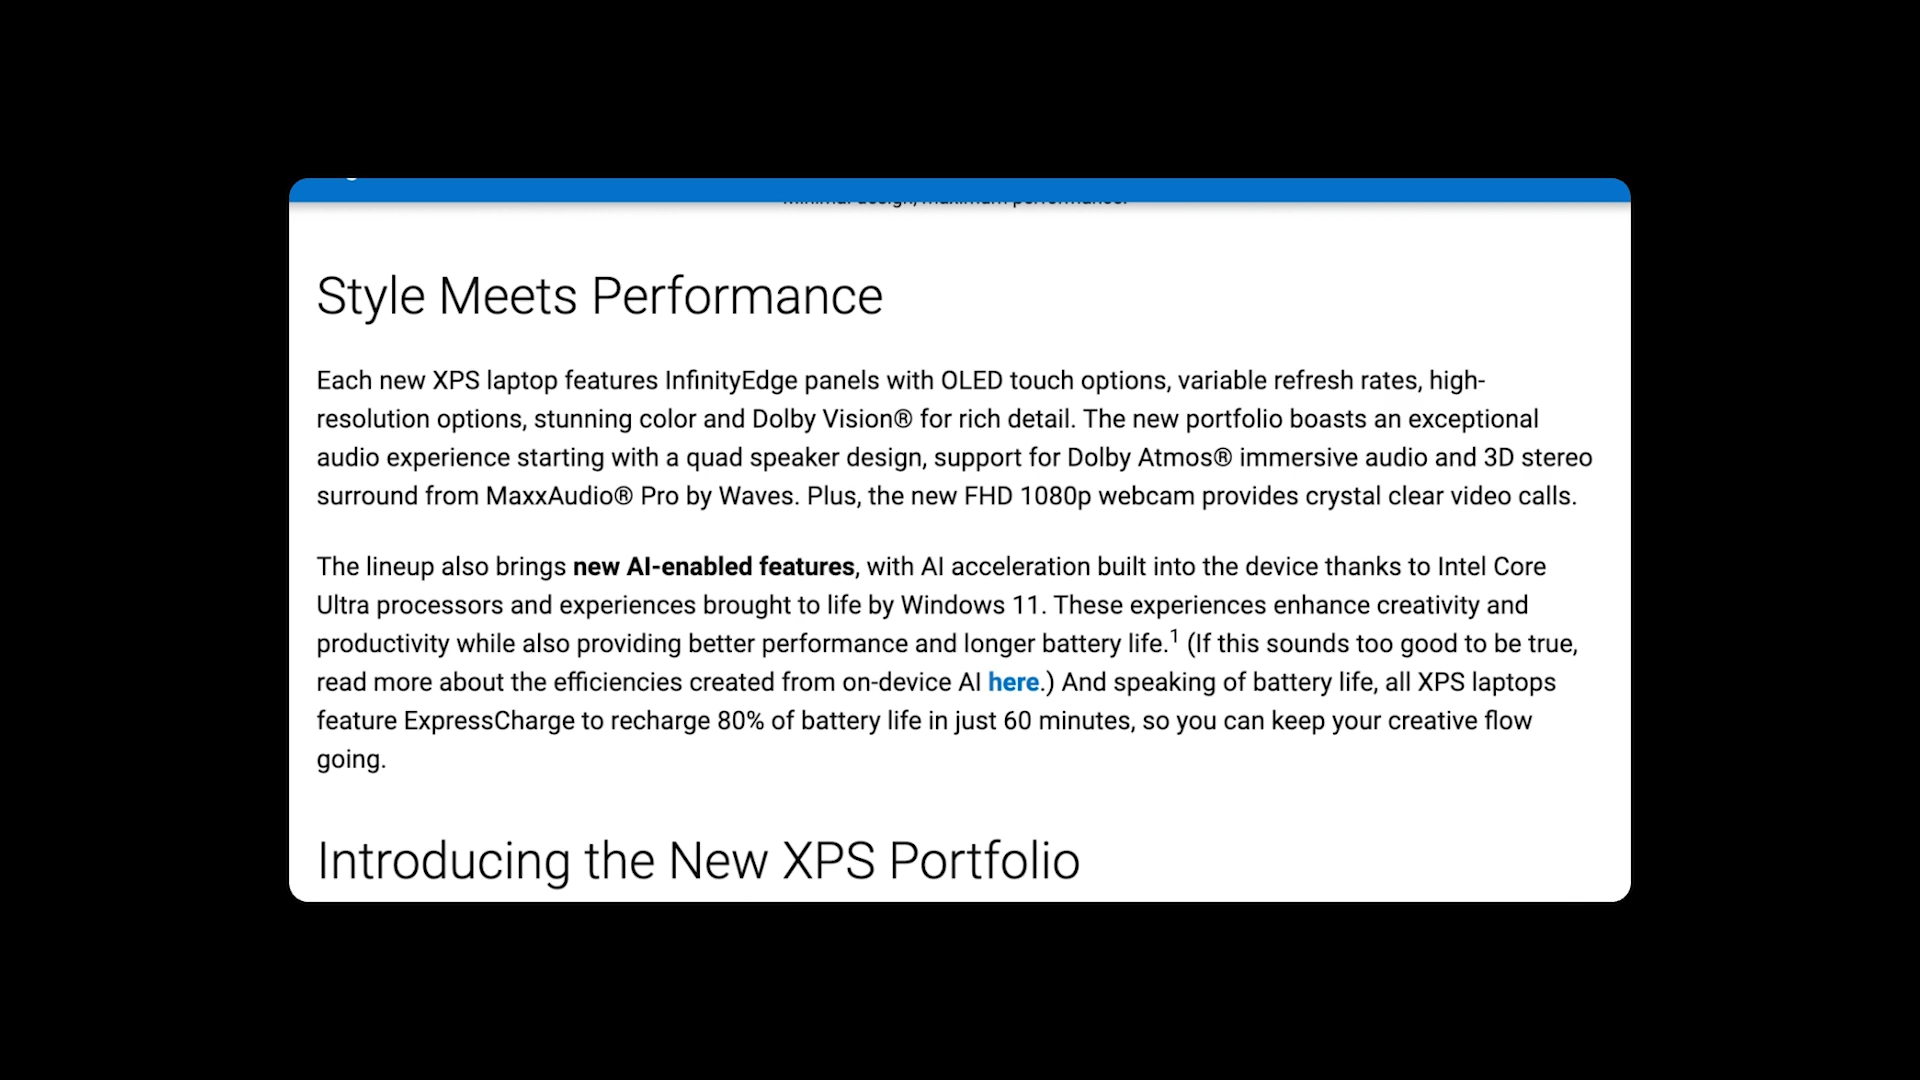 Minimal design, maximum performance.
Style Meets Performance
Each new XPS laptop features InfinityEdge panels with OLED touch options, variable refresh rates, high-
resolution options, stunning color and Dolby Vision® for rich detail. The new portfolio boasts an exceptional
audio experience starting with a quad speaker design, support for Dolby Atmos® immersive audio and 3D stereo
surround from MaxxAudio® Pro by Waves. Plus, the new FHD 1080p webcam provides crystal clear video calls.
The lineup also brings new AI-enabled features, with AI acceleration built into the device thanks to Intel Core
Ultra processors and experiences brought to life by Windows 11. These experiences enhance creativity and
productivity while also providing better performance and longer battery life.¹ (If this sounds too good to be true,
read more about the efficiencies created from on-device AI here.) And speaking of battery life, all XPS laptops
feature ExpressCharge to recharge 80% of battery life in just 60 minutes, so you can keep your creative flow
going.
Introducing the New XPS Portfolio